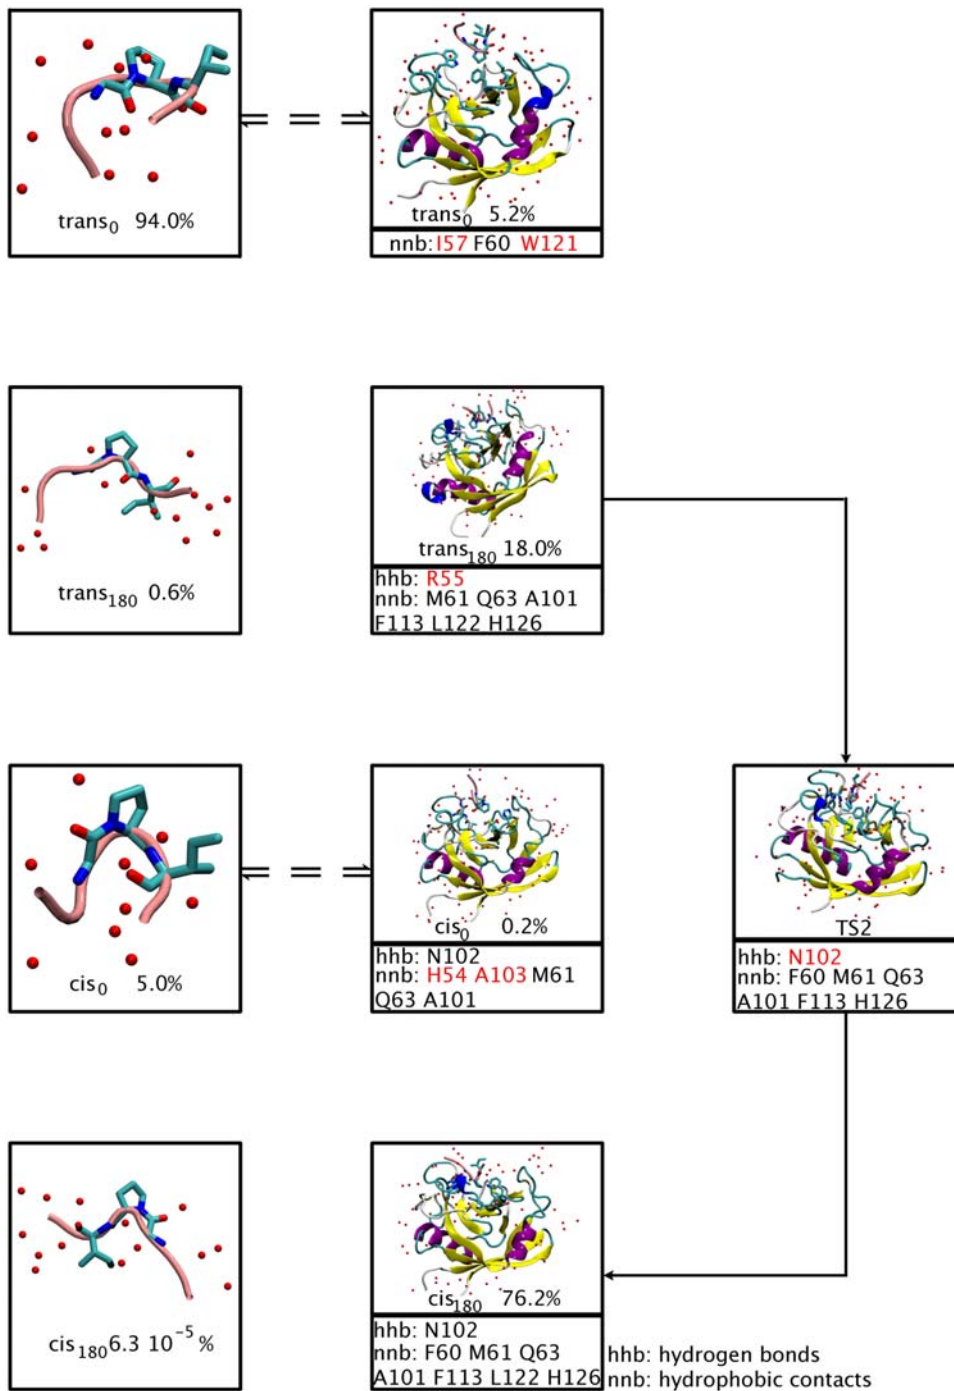 trans0 94.0%
trans0 5.2%
nnb: I57 F60 W121
trans180 0.6%
trans180 18.0%
hhb: R55
nnb: M61 Q63 A101
F113 L122 H126
cis0 5.0%
cis0 0.2%
hhb: N102
nnb: H54 A103 M61
Q63 A101
TS2
hhb: N102
nnb: F60 M61 Q63
A101 F113 H126
cis180 6.3 10-5 %
cis180 76.2%
hhb: N102
nnb: F60 M61 Q63
A101 F113 L122 H126
hhb: hydrogen bonds
nnb: hydrophobic contacts